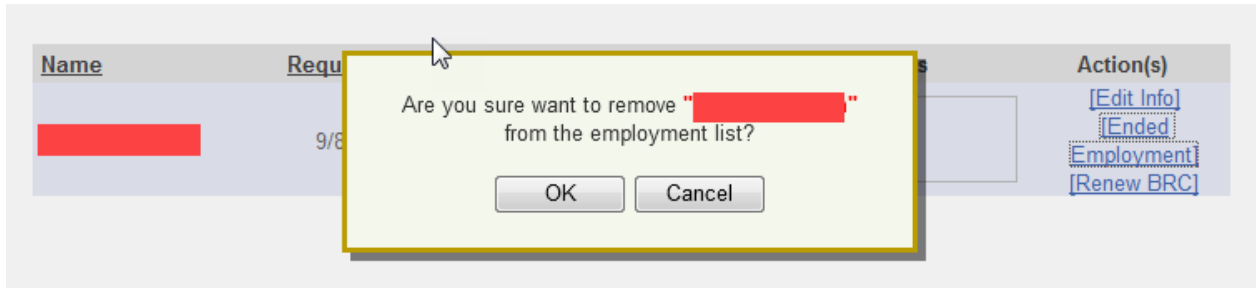 Name Requ s Action(s)
[Edit Info]
9/8 [Ended
Employment]
[Renew BRC]
Are you sure want to remove " "
from the employment list?
OK Cancel